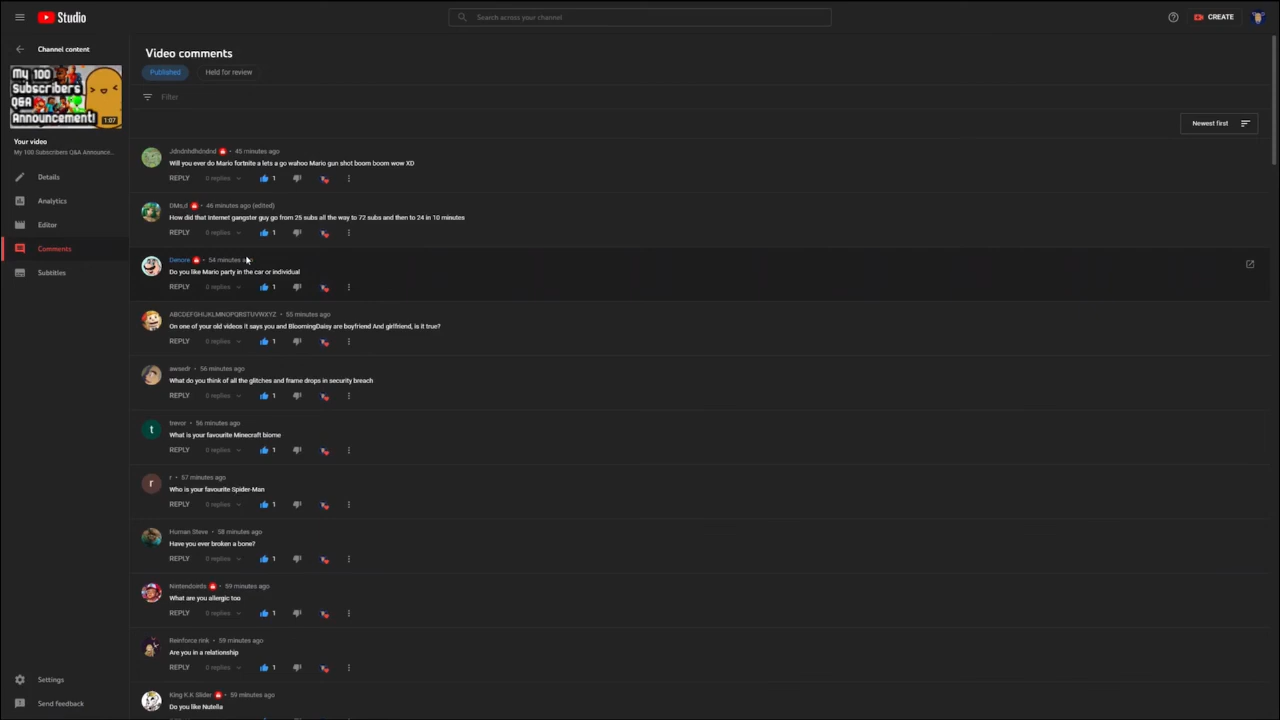 Studio
Search across your channel
CREATE
Channel content
My 100
Subscribers
Q&A
Announcement!
1:07
Your video
My 100 Subscribers Q&A Announce...
Details
Analytics
Editor
Comments
Subtitles
Settings
Send feedback
Video comments
Published
Held for review
Filter
Newest first
Jdndnhdhdndnd • 45 minutes ago
Will you ever do Mario fortnite a lets a go wahoo Mario gun shot boom boom wow XD
REPLY 0 replies 1
DMs,d • 46 minutes ago (edited)
How did that Internet gangster guy go from 25 subs all the way to 72 subs and then to 24 in 10 minutes
REPLY 0 replies 1
Denore • 54 minutes ago
Do you like Mario party in the car or individual
REPLY 0 replies 1
ABCDEFGHIJKLMNOPQRSTUVWXYZ • 55 minutes ago
On one of your old videos it says you and BloomingDaisy are boyfriend And girlfriend, is it true?
REPLY 0 replies 1
awsedr • 56 minutes ago
What do you think of all the glitches and frame drops in security breach
REPLY 0 replies 1
t
trevor • 56 minutes ago
What is your favourite Minecraft biome
REPLY 0 replies 1
r
r • 57 minutes ago
Who is your favourite Spider-Man
REPLY 0 replies 1
Human Steve • 58 minutes ago
Have you ever broken a bone?
REPLY 0 replies 1
Nintendoirds • 59 minutes ago
What are you allergic too
REPLY 0 replies 1
Reinforce rink • 59 minutes ago
Are you in a relationship
REPLY 0 replies 1
King K.K Slider • 59 minutes ago
Do you like Nutella